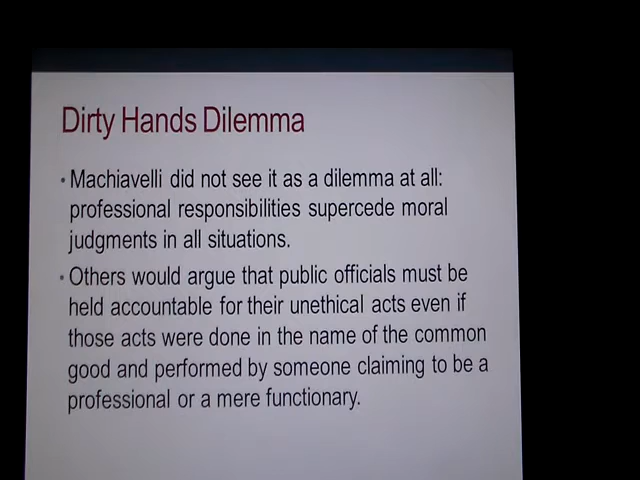 Dirty Hands Dilemma
• Machiavelli did not see it as a dilemma at all:
professional responsibilities supercede moral
judgments in all situations.
• Others would argue that public officials must be
held accountable for their unethical acts even if
those acts were done in the name of the common
good and performed by someone claiming to be a
professional or a mere functionary.